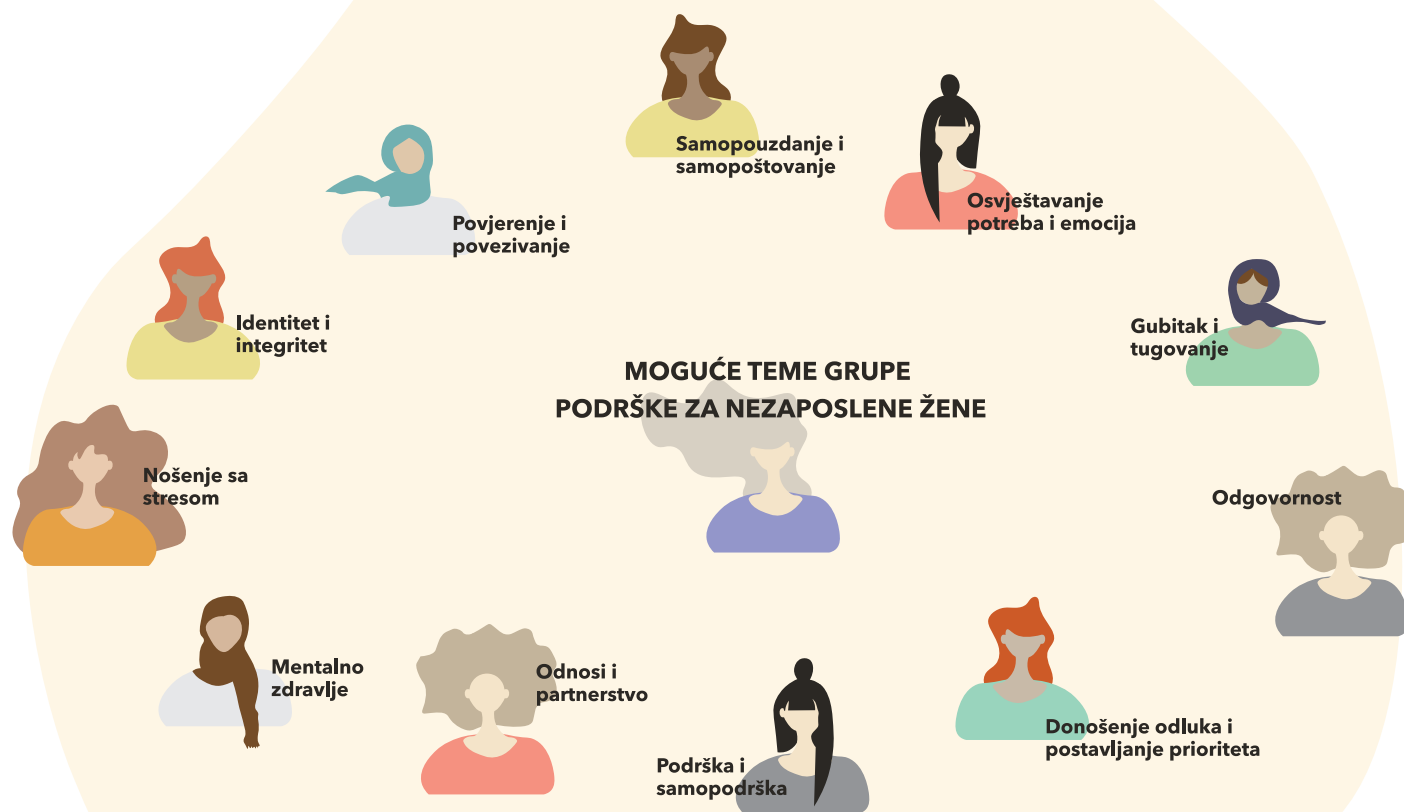 Samopouzdanje i
samopoštovanje
Osvještavanje
potreba i emocija
Povjerenje i
povezivanje
Identitet i
integritet
Gubitak i
tugovanje
MOGUĆE TEME GRUPE
PODRŠKE ZA NEZAPOSLENE ŽENE
Nošenje sa
stresom
Odgovornost
Mentalno
zdravlje
Odnosi i
partnerstvo
Donošenje odluka i
postavljanje prioriteta
Podrška i
samopodrška